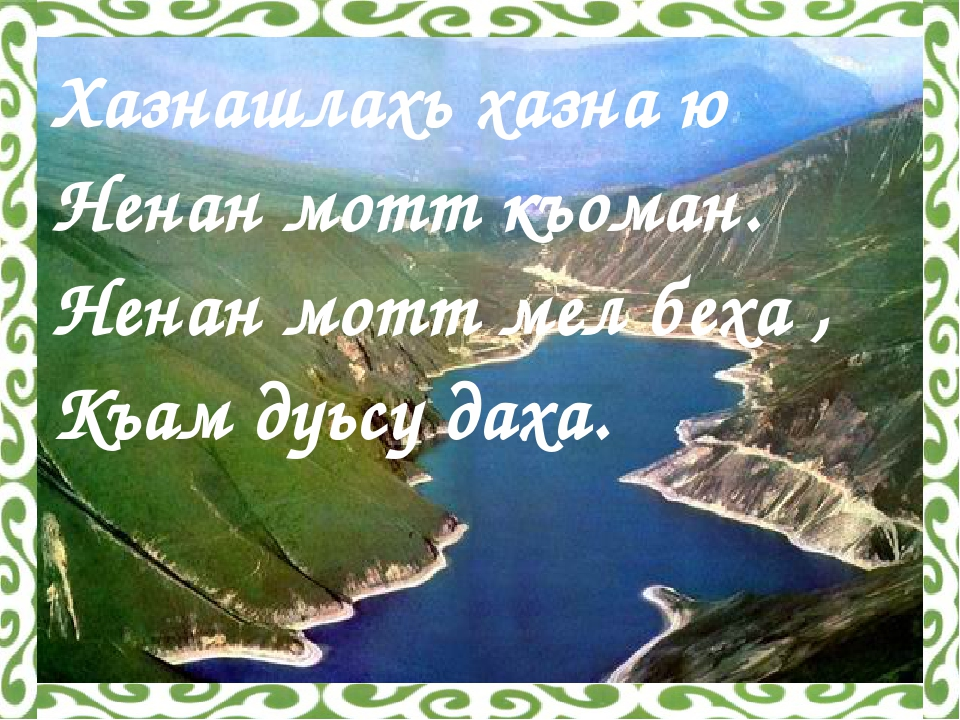 Хазнашлахь хазна ю
Ненан мотт къоман.
Ненан мотт мел беха ,
Къам дуьсу даха.